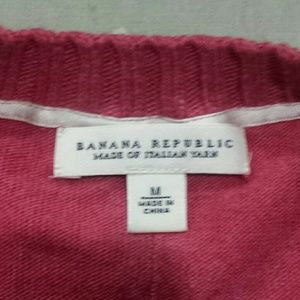 BANANA REPUBLIC
MADE OF ITALIAN YARN
M
MADE IN
CHINA